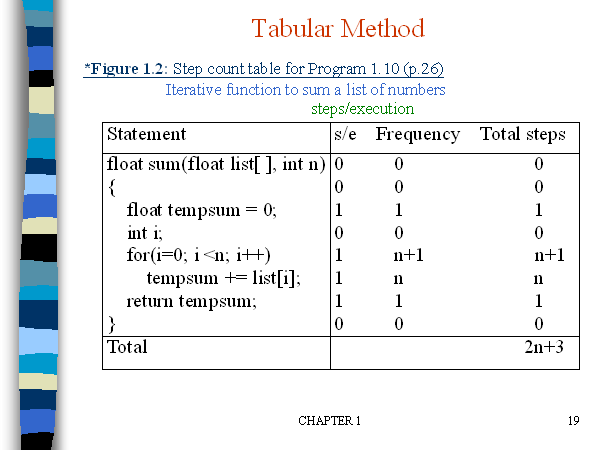 Tabular Method
*Figure 1.2: Step count table for Program 1.10 (p.26)
Iterative function to sum a list of numbers
steps/execution
Statement s/e Frequency Total steps
float sum(float list[ ], int n) 0 0 0
{ 0 0 0
float tempsum = 0; 1 1 1
int i; 0 0 0
for(i=0; i <n; i++) 1 n+1 n+1
tempsum += list[i]; 1 n n
return tempsum; 1 1 1
} 0 0 0
Total 2n+3
CHAPTER 1 19